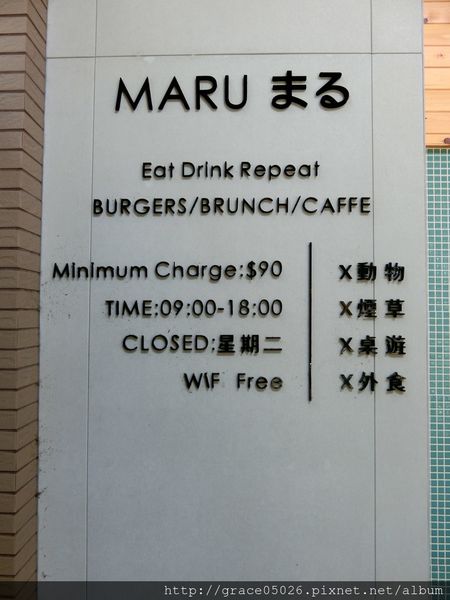 MARU まる
Eat Drink Repeat
BURGERS/BRUNCH/CAFFE
Minimum Charge:$90
TIME:09:00-18:00
CLOSED:星期二
WIF Free
X動物
X煙草
X桌遊
X外食
http://grace05026.pixnet.net/album